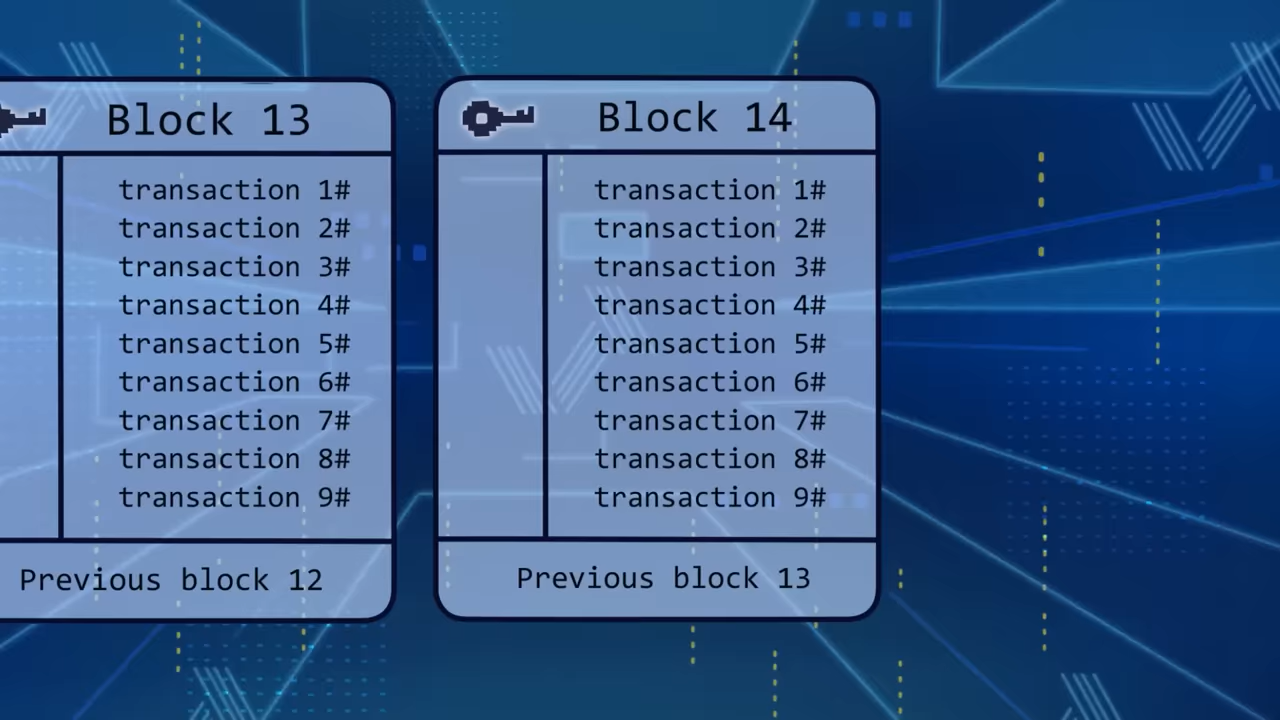 Block 13
transaction 1#
transaction 2#
transaction 3#
transaction 4#
transaction 5#
transaction 6#
transaction 7#
transaction 8#
transaction 9#
Previous block 12
Block 14
transaction 1#
transaction 2#
transaction 3#
transaction 4#
transaction 5#
transaction 6#
transaction 7#
transaction 8#
transaction 9#
Previous block 13